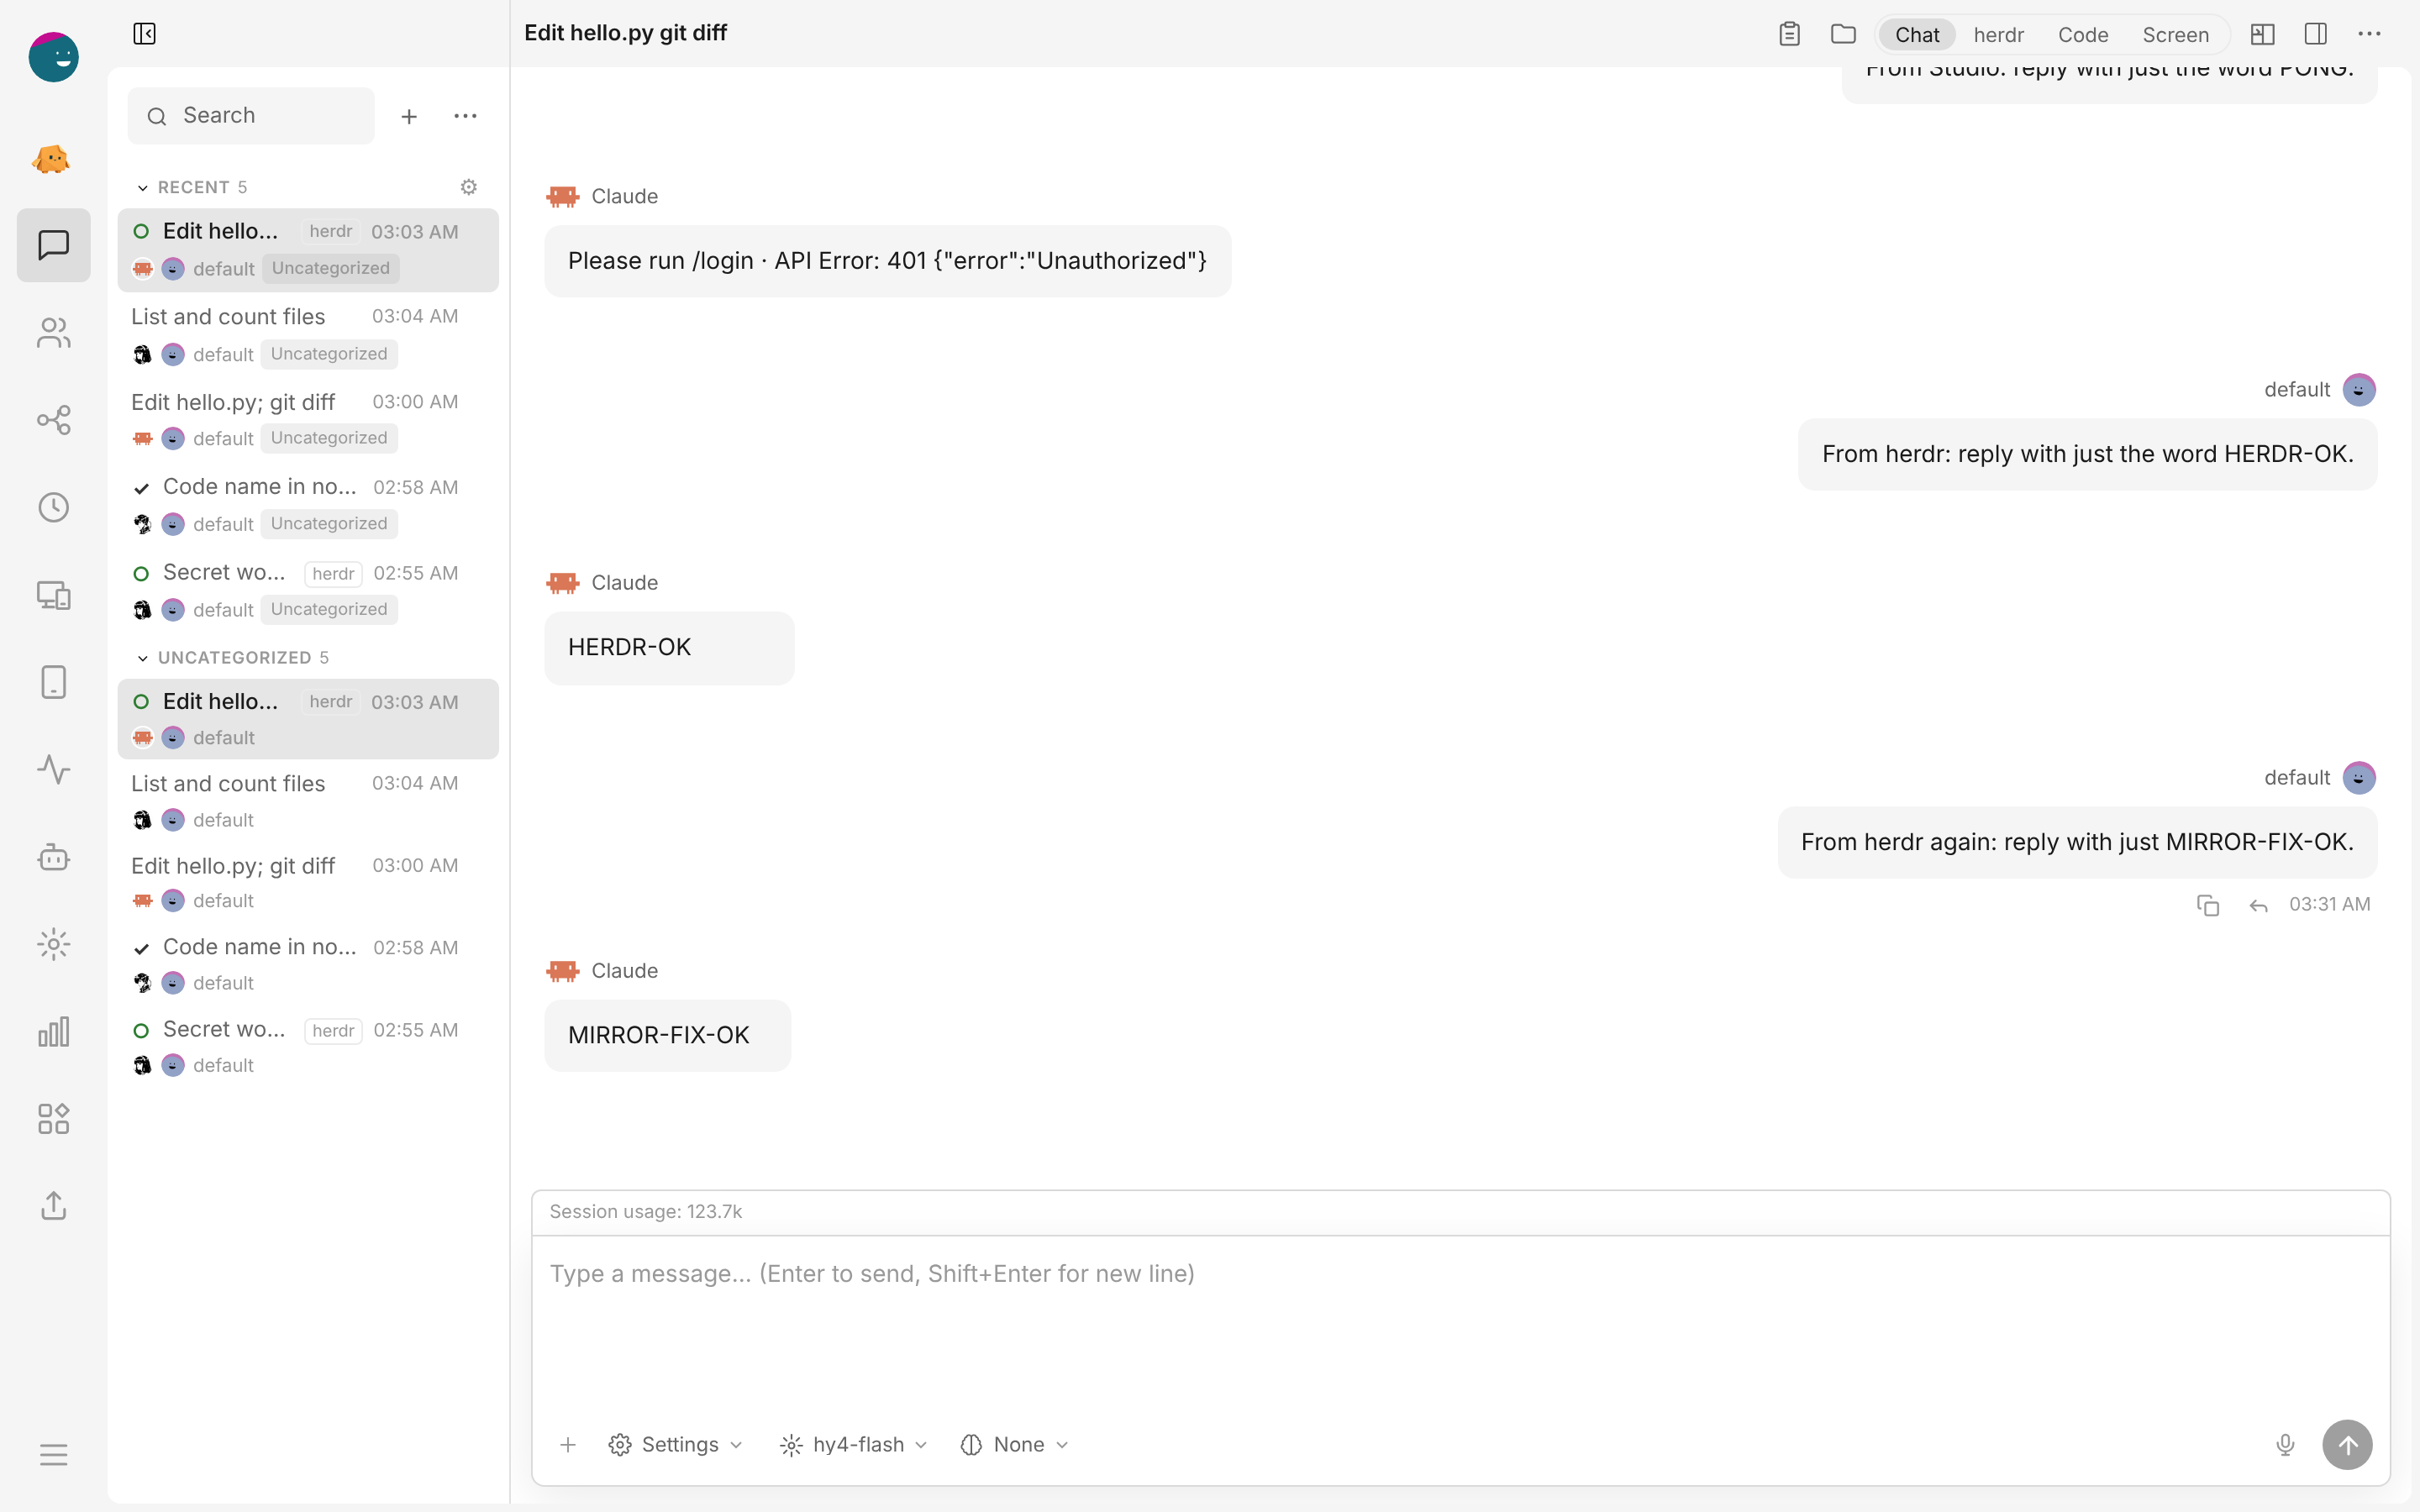 Edit hello.py git diff
Chat herdr Code Screen
Search
RECENT 5
Edit hello... herdr 03:03 AM
default Uncategorized
List and count files 03:04 AM
default Uncategorized
Edit hello.py; git diff 03:00 AM
default Uncategorized
Code name in no... 02:58 AM
default Uncategorized
Secret wo... herdr 02:55 AM
default Uncategorized
UNCATEGORIZED 5
Edit hello... herdr 03:03 AM
default
List and count files 03:04 AM
default
Edit hello.py; git diff 03:00 AM
default
Code name in no... 02:58 AM
default
Secret wo... herdr 02:55 AM
default
From Studio: reply with just the word PONG.
Claude
Please run /login · API Error: 401 {"error":"Unauthorized"}
default
From herdr: reply with just the word HERDR-OK.
Claude
HERDR-OK
default
From herdr again: reply with just MIRROR-FIX-OK.
03:31 AM
Claude
MIRROR-FIX-OK
Session usage: 123.7k
Type a message... (Enter to send, Shift+Enter for new line)
Settings hy4-flash None